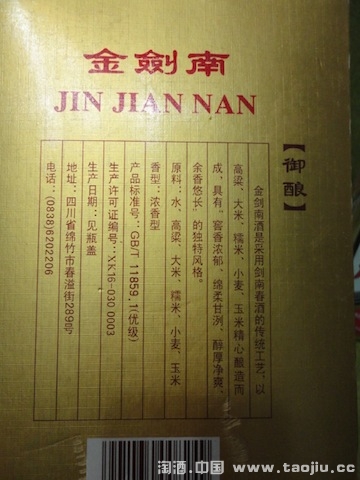 金劍南
JIN JIAN NAN
【御酿】
金剑南酒是采用剑南春酒的传统工艺，以
高粱、大米、糯米、小麦、玉米精心酿造而
成，具有“窖香浓郁、绵柔甘洌、醇厚净爽、
余香悠长”的独特风格。
原料：水、高粱、大米、糯米、小麦、玉米
香型：浓香型
产品标准号：GB/T 11859.1(优级)
生产许可证编号：XK16-030 0003
生产日期：见瓶盖
地址：四川省绵竹市春溢街289号
电话：(0838)6202206
淘酒.中国 www.taojiu.cc